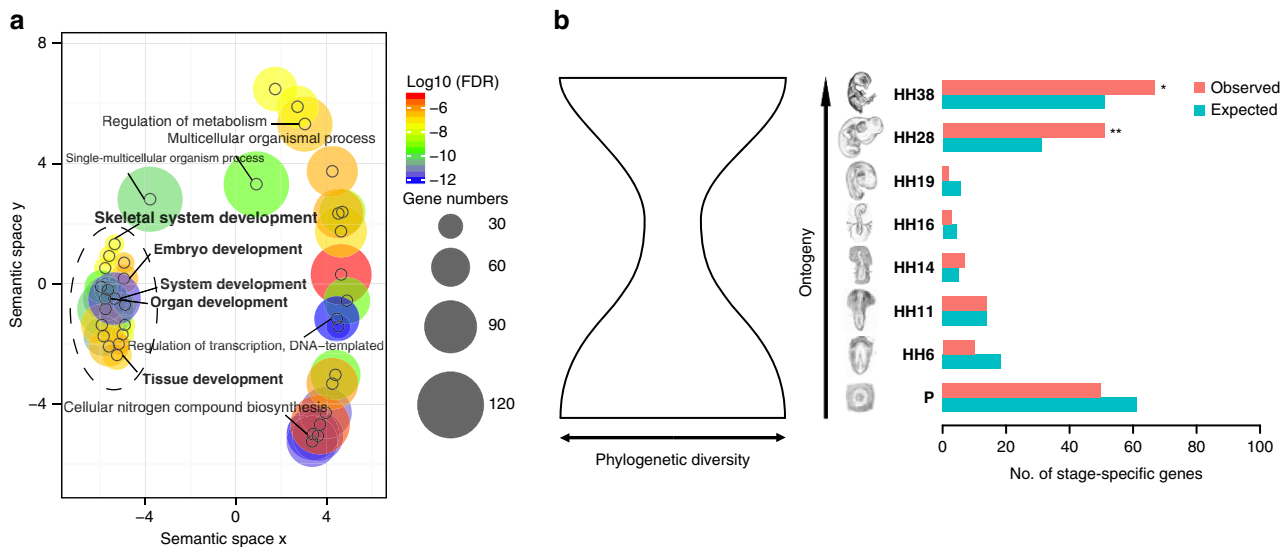 a
8
4
0
−4
Semantic space y
−4
0
4
Semantic space x
Regulation of metabolism
Multicellular organismal process
Single-multicellular organism process
Skeletal system development
Embryo development
System development
Organ development
Regulation of transcription, DNA−templated
Tissue development
Cellular nitrogen compound biosynthesis
Log10 (FDR)
−6
−8
−10
−12
Gene numbers
30
60
90
120
b
Phylogenetic diversity
Ontogeny
HH38
HH28
HH19
HH16
HH14
HH11
HH6
P
*
**
Observed
Expected
0
20
40
60
80
100
No. of stage-specific genes